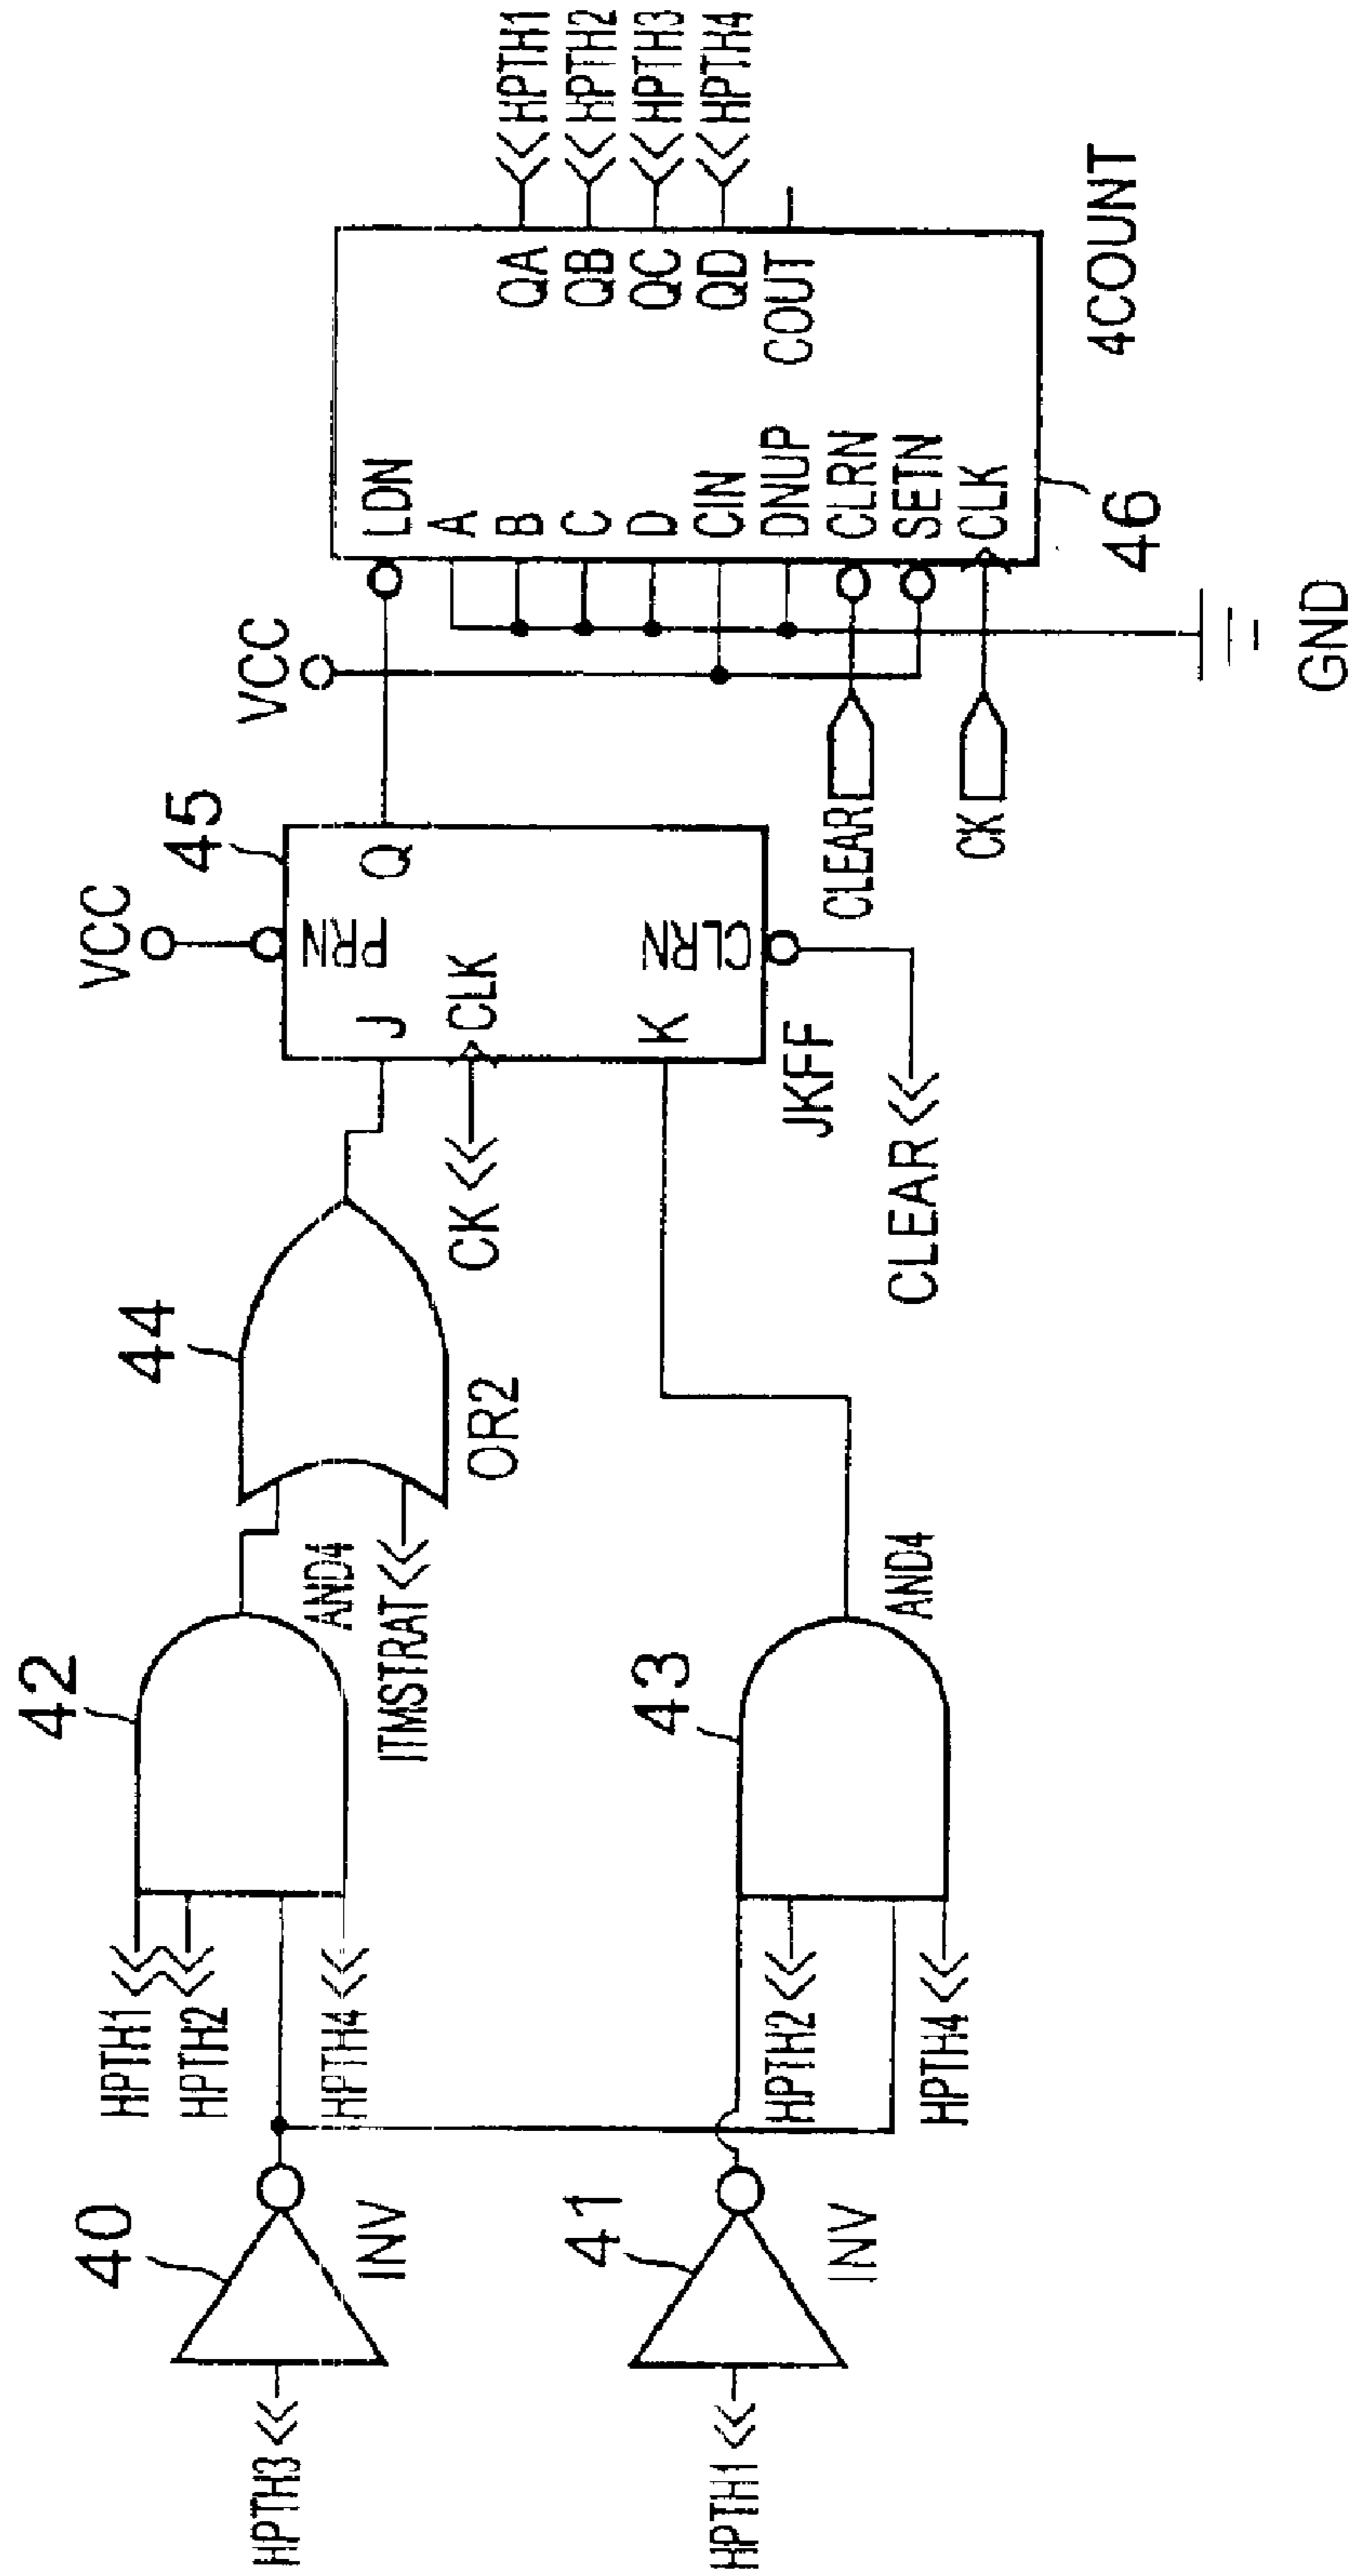 HPTH3
40
INV
HPTH1
41
INV
HPTH1
HPTH2
HPTH4
42
AND4
HPTH2
HPTH4
43
AND4
ITMSTRAT
44
OR2
CK
CLEAR
VCC
45
J
PRN
CLK
Q
K
CLRN
JKFF
VCC
CLEAR
CK
LDN
A
B
C
D
CIN
DNUP
CLRN
SETN
CLK
QA
QB
QC
QD
COUT
46
4COUNT
GND
HPTH1
HPTH2
HPTH3
HPTH4